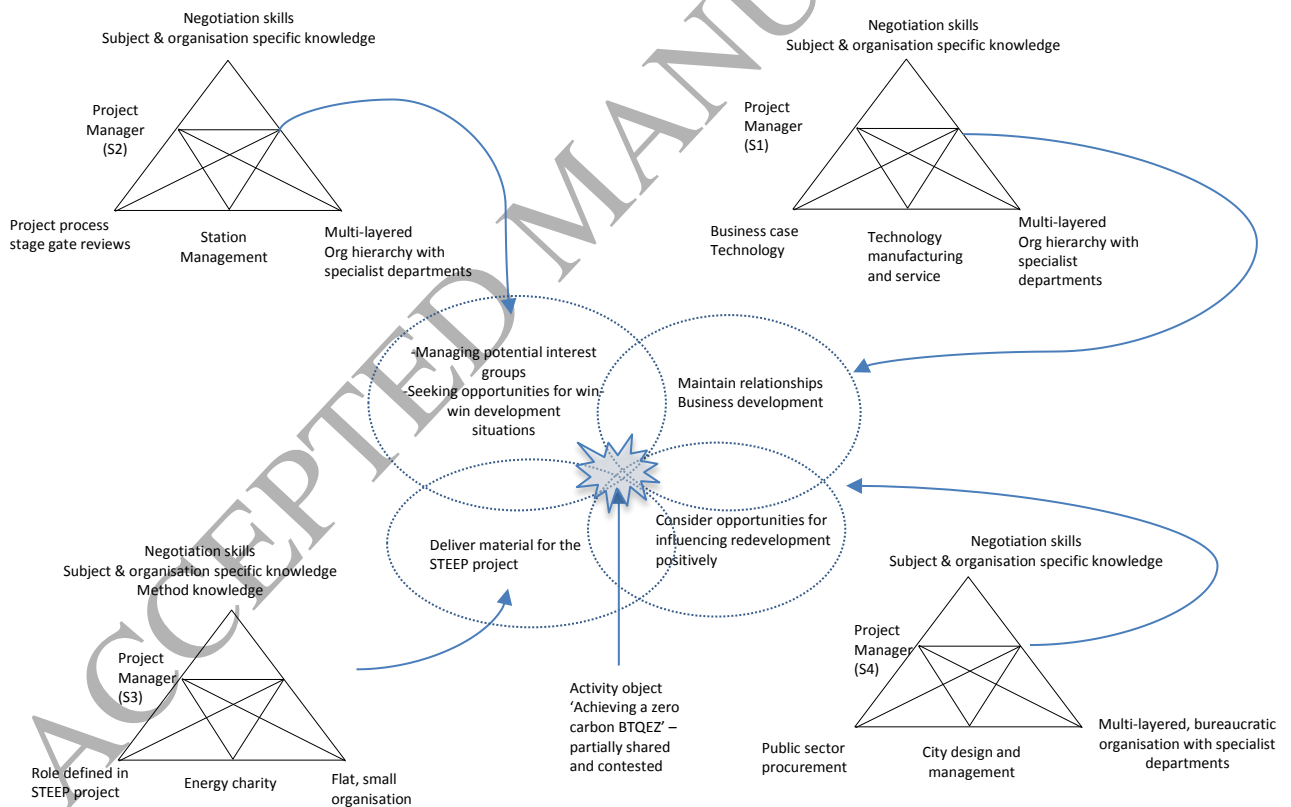 Negotiation skills
Subject & organisation specific knowledge
Project
Manager
(S2)
Project process
stage gate reviews
Station
Management
Multi-layered
Org hierarchy with
specialist departments
Negotiation skills
Subject & organisation specific knowledge
Project
Manager
(S1)
Business case
Technology
Technology
manufacturing
and service
Multi-layered
Org hierarchy with
specialist
departments
-Managing potential interest
groups
-Seeking opportunities for win-
win development
situations
Maintain relationships
Business development
Deliver material for the
STEEP project
Consider opportunities for
influencing redevelopment
positively
Negotiation skills
Subject & organisation specific knowledge
Method knowledge
Project
Manager
(S3)
Role defined in
STEEP project
Energy charity
Flat, small
organisation
Activity object
‘Achieving a zero
carbon BTQEZ’ –
partially shared
and contested
Negotiation skills
Subject & organisation specific knowledge
Project
Manager
(S4)
Public sector
procurement
City design and
management
Multi-layered, bureaucratic
organisation with specialist
departments
ACCEPTED MANU